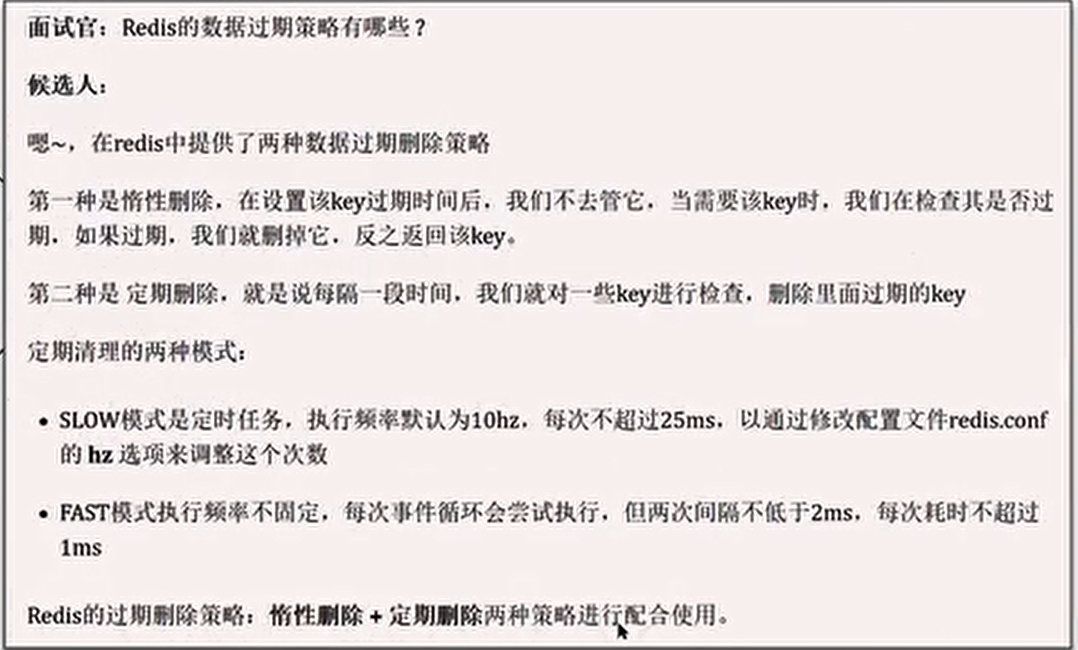 面试官：Redis的数据过期策略有哪些？
候选人：
嗯~，在redis中提供了两种数据过期删除策略
第一种是惰性删除，在设置该key过期时间后，我们不去管它，当需要该key时，我们在检查其是否过
期，如果过期，我们就删掉它，反之返回该key。
第二种是 定期删除，就是说每隔一段时间，我们就对一些key进行检查，删除里面过期的key
定期清理的两种模式：
• SLOW模式是定时任务，执行频率默认为10hz，每次不超过25ms，以通过修改配置文件redis.conf
的 hz 选项来调整这个次数
• FAST模式执行频率不固定，每次事件循环会尝试执行，但两次间隔不低于2ms，每次耗时不超过
1ms
Redis的过期删除策略：惰性删除 + 定期删除两种策略进行配合使用。